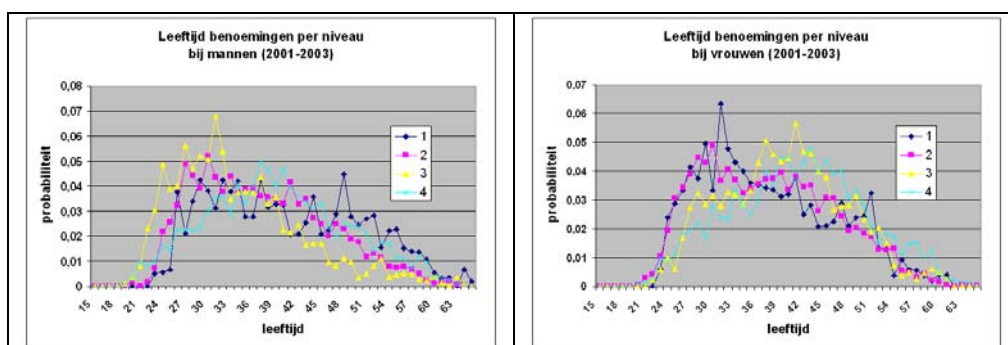 Leeftijd benoemingen per niveau
bij mannen (2001-2003)
probabiliteit
0,08
0,07
0,06
0,05
0,04
0,03
0,02
0,01
0
1
2
3
4
15 18 21 24 27 30 33 36 39 42 45 48 51 54 57 60 63
leeftijd
Leeftijd benoemingen per niveau
bij vrouwen (2001-2003)
probabiliteit
0,07
0,06
0,05
0,04
0,03
0,02
0,01
0
1
2
3
4
15 18 21 24 27 30 33 36 39 42 45 48 51 54 57 60 63
leeftijd